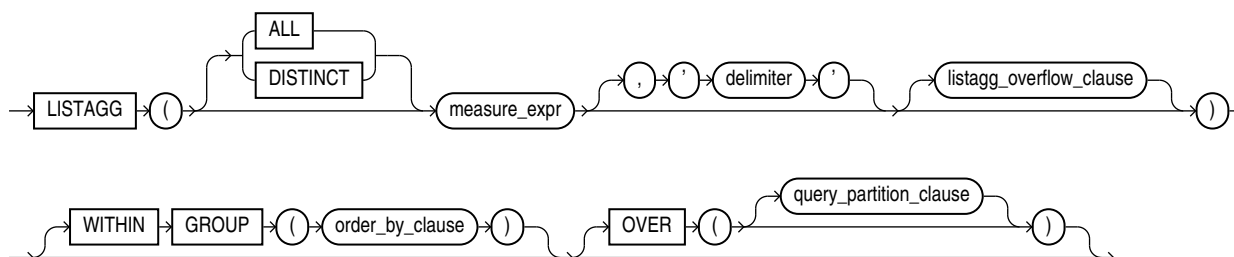 ALL
DISTINCT
LISTAGG ( measure_expr , ’ delimiter ’ listagg_overflow_clause )
WITHIN GROUP ( order_by_clause ) OVER ( query_partition_clause )